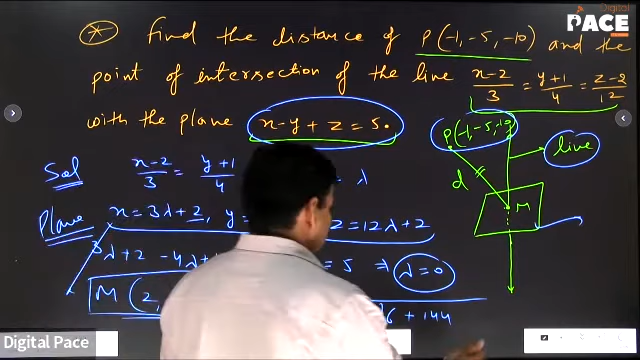 Digital
PACE
* Find the distance of P(-1,-5,-10) and the
point of intersection of the line (x-2)/3 = (y+1)/4 = (z-2)/12
with the plane x-y+z=5.
P(-1,-5,-10)
line
d
M
Sol (x-2)/3 = (y+1)/4 = λ
Plane x=3λ+2, y= z=12λ+2
3λ+2-4λ+ =5 ⇒ λ=0
M(2,
+144
Digital Pace